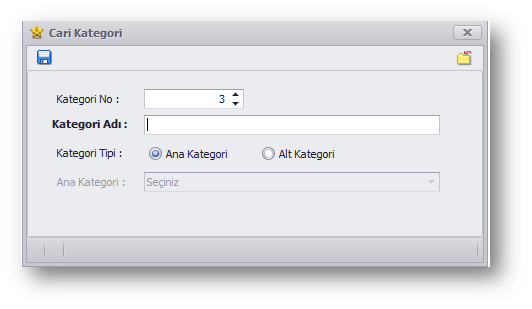 Cari Kategori
Kategori No : 3
Kategori Adı :
Kategori Tipi : Ana Kategori Alt Kategori
Ana Kategori : Seçiniz